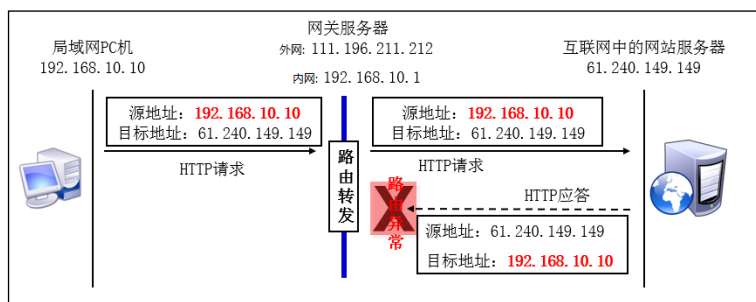 网关服务器
外网: 111.196.211.212
内网: 192.168.10.1
局域网PC机
192.168.10.10
互联网中的网站服务器
61.240.149.149
源地址: 192.168.10.10
目标地址: 61.240.149.149
HTTP请求
路由转发
源地址: 192.168.10.10
目标地址: 61.240.149.149
HTTP请求
路由异常
HTTP应答
源地址: 61.240.149.149
目标地址: 192.168.10.10